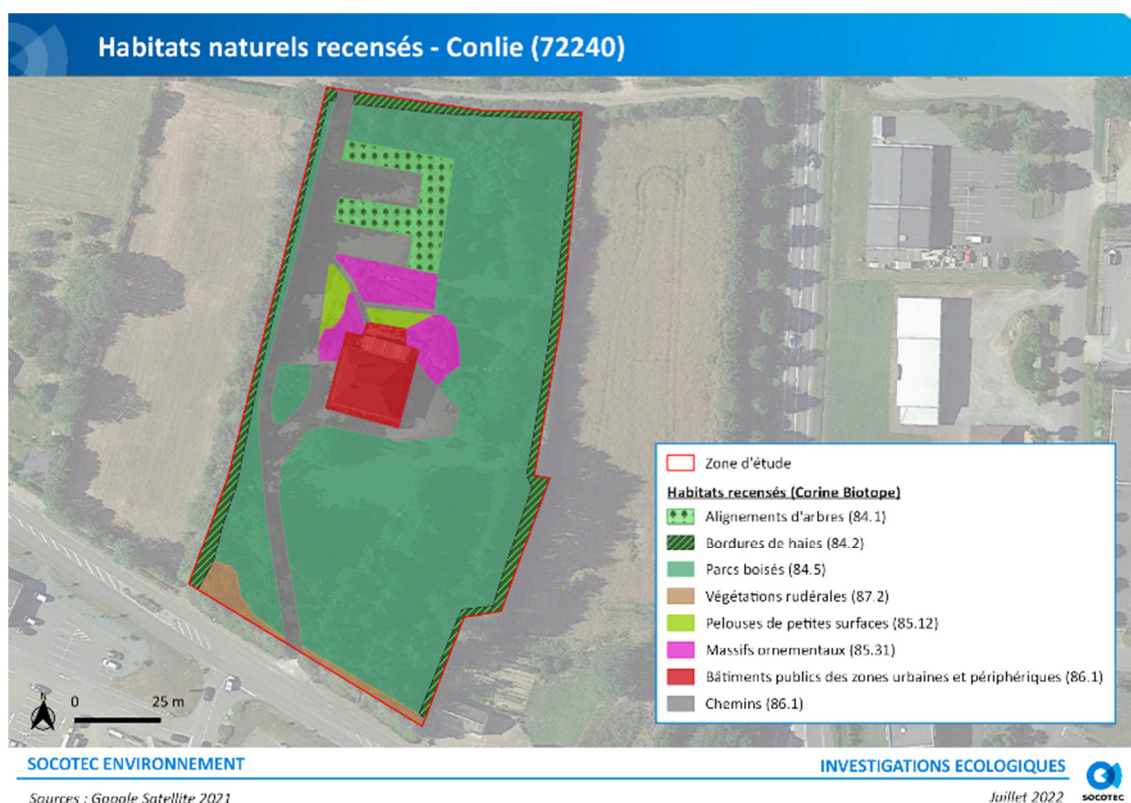 Habitats naturels recensés - Conlie (72240)
Zone d'étude
Habitats recensés (Corine Biotope)
Alignements d'arbres (84.1)
Bordures de haies (84.2)
Parcs boisés (84.5)
Végétations rudérales (87.2)
Pelouses de petites surfaces (85.12)
Massifs ornementaux (85.31)
Bâtiments publics des zones urbaines et périphériques (86.1)
Chemins (86.1)
N
0 25 m
SOCOTEC ENVIRONNEMENT
INVESTIGATIONS ECOLOGIQUES
Sources : Google Satellite 2021
Juillet 2022
SOCOTEC